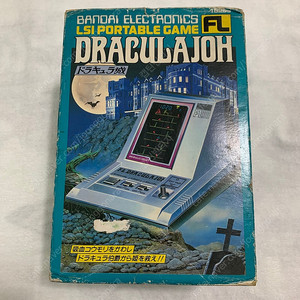 BANDAI ELECTRONICS
LSI PORTABLE GAME FL
DRACULAJOH
ドラキュラ城
吸血コウモリをかわし
ドラキュラ伯爵から姫を救え!!